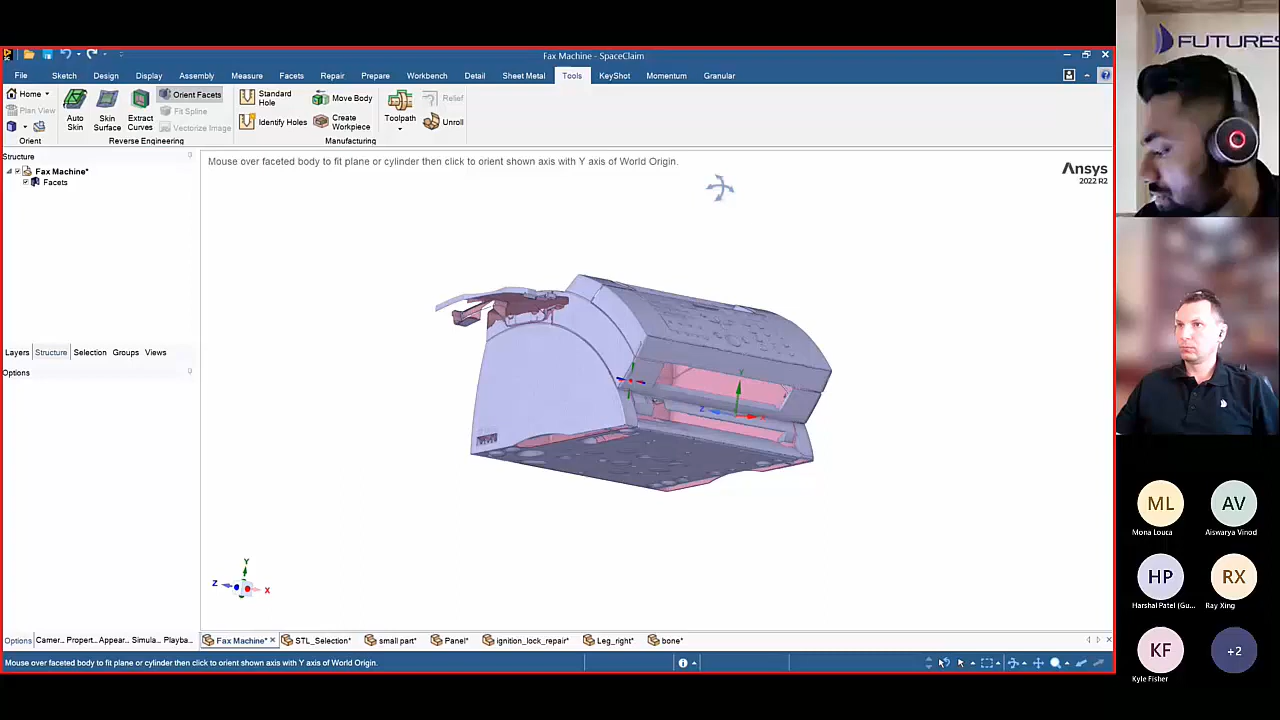 Fax Machine - SpaceClaim
File Sketch Design Display Assembly Measure Facets Repair Prepare Workbench Detail Sheet Metal Tools KeyShot Momentum Granular
Home
Plan View
Orient
Auto Skin
Skin Surface
Extract Curves
Orient Facets
Fit Spline
Vectorize Image
Reverse Engineering
Standard Hole
Identify Holes
Move Body
Create Workpiece
Manufacturing
Toolpath
Relief
Unroll
Structure
Fax Machine*
Facets
Layers Structure Selection Groups Views
Options
Mouse over faceted body to fit plane or cylinder then click to orient shown axis with Y axis of World Origin.
Ansys
2022 R2
Y
Z
X
Y
Z
X
Options Camer... Propert... Appear... Simula... Playba...
Fax Machine* STL_Selection* small part* Panel* ignition_lock_repair* Leg_right* bone*
Mouse over faceted body to fit plane or cylinder then click to orient shown axis with Y axis of World Origin.
FUTURES
ML
Mona Louca
AV
Aiswarya Vinod
HP
Harshal Patel (Gu...
RX
Ray Xing
KF
Kyle Fisher
+2